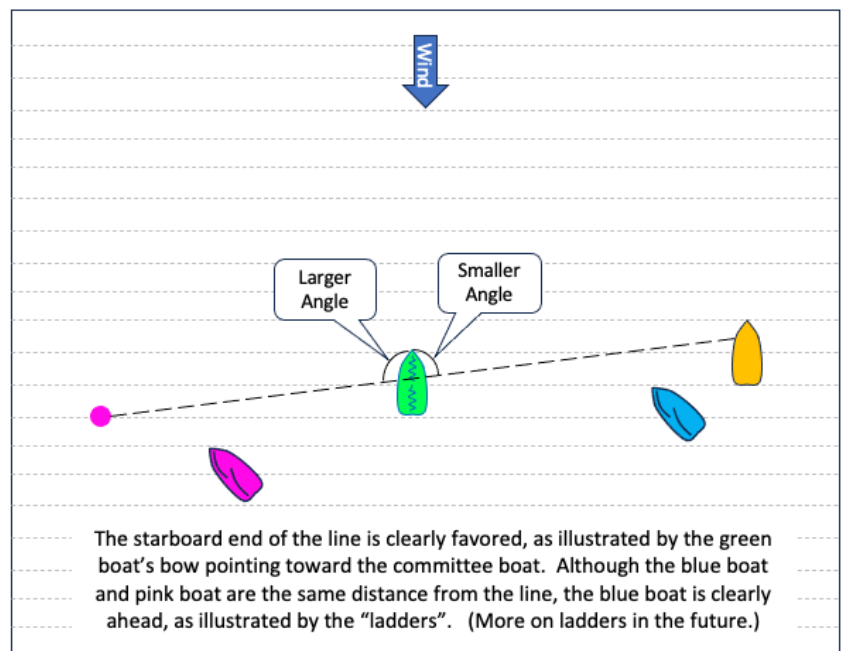 Wind
Larger
Angle
Smaller
Angle
The starboard end of the line is clearly favored, as illustrated by the green
boat's bow pointing toward the committee boat.  Although the blue boat
and pink boat are the same distance from the line, the blue boat is clearly
ahead, as illustrated by the “ladders”.   (More on ladders in the future.)